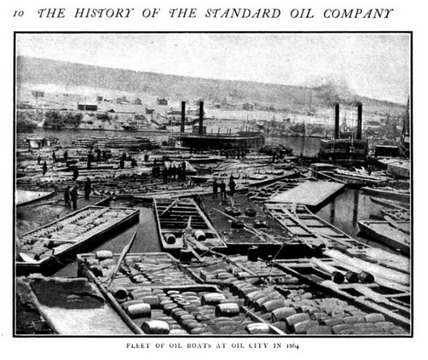 10 THE HISTORY OF THE STANDARD OIL COMPANY
FLEET OF OIL BOATS AT OIL CITY IN 1864